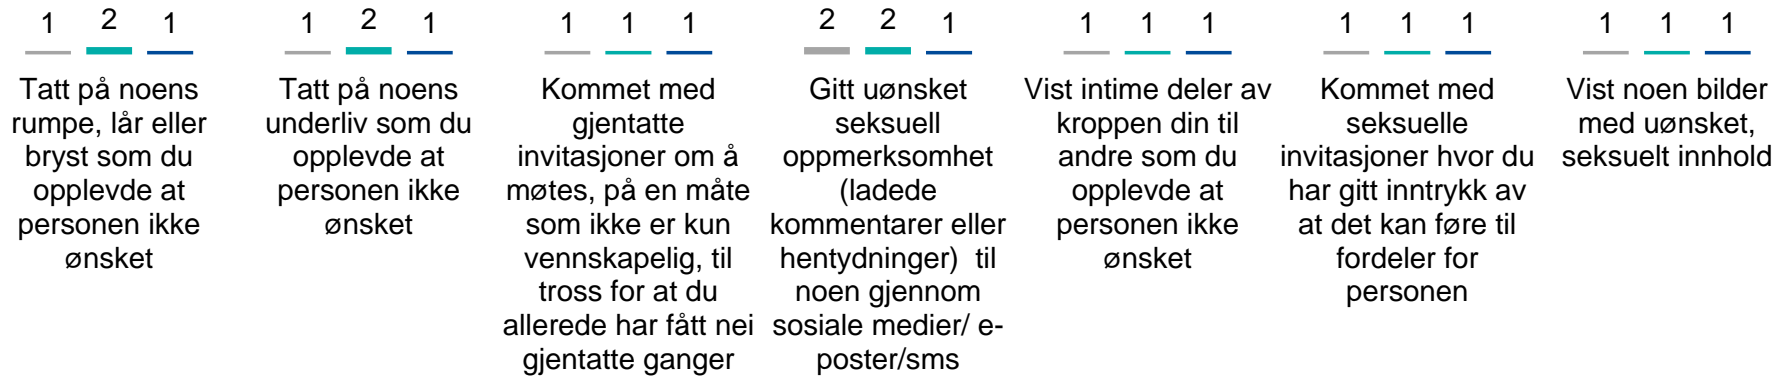 1 2 1
1 2 1
1 1 1
2 2 1
1 1 1
1 1 1
1 1 1
Tatt på noens
rumpe, lår eller
bryst som du
opplevde at
personen ikke
ønsket
Tatt på noens
underliv som du
opplevde at
personen ikke
ønsket
Kommet med
gjentatte
invitasjoner om å
møtes, på en måte
som ikke er kun
vennskapelig, til
tross for at du
allerede har fått nei
gjentatte ganger
Gitt uønsket
seksuell
oppmerksomhet
(ladede
kommentarer eller
hentydninger) til
noen gjennom
sosiale medier/ e-
poster/sms
Vist intime deler av
kroppen din til
andre som du
opplevde at
personen ikke
ønsket
Kommet med
seksuelle
invitasjoner hvor du
har gitt inntrykk av
at det kan føre til
fordeler for
personen
Vist noen bilder
med uønsket,
seksuelt innhold